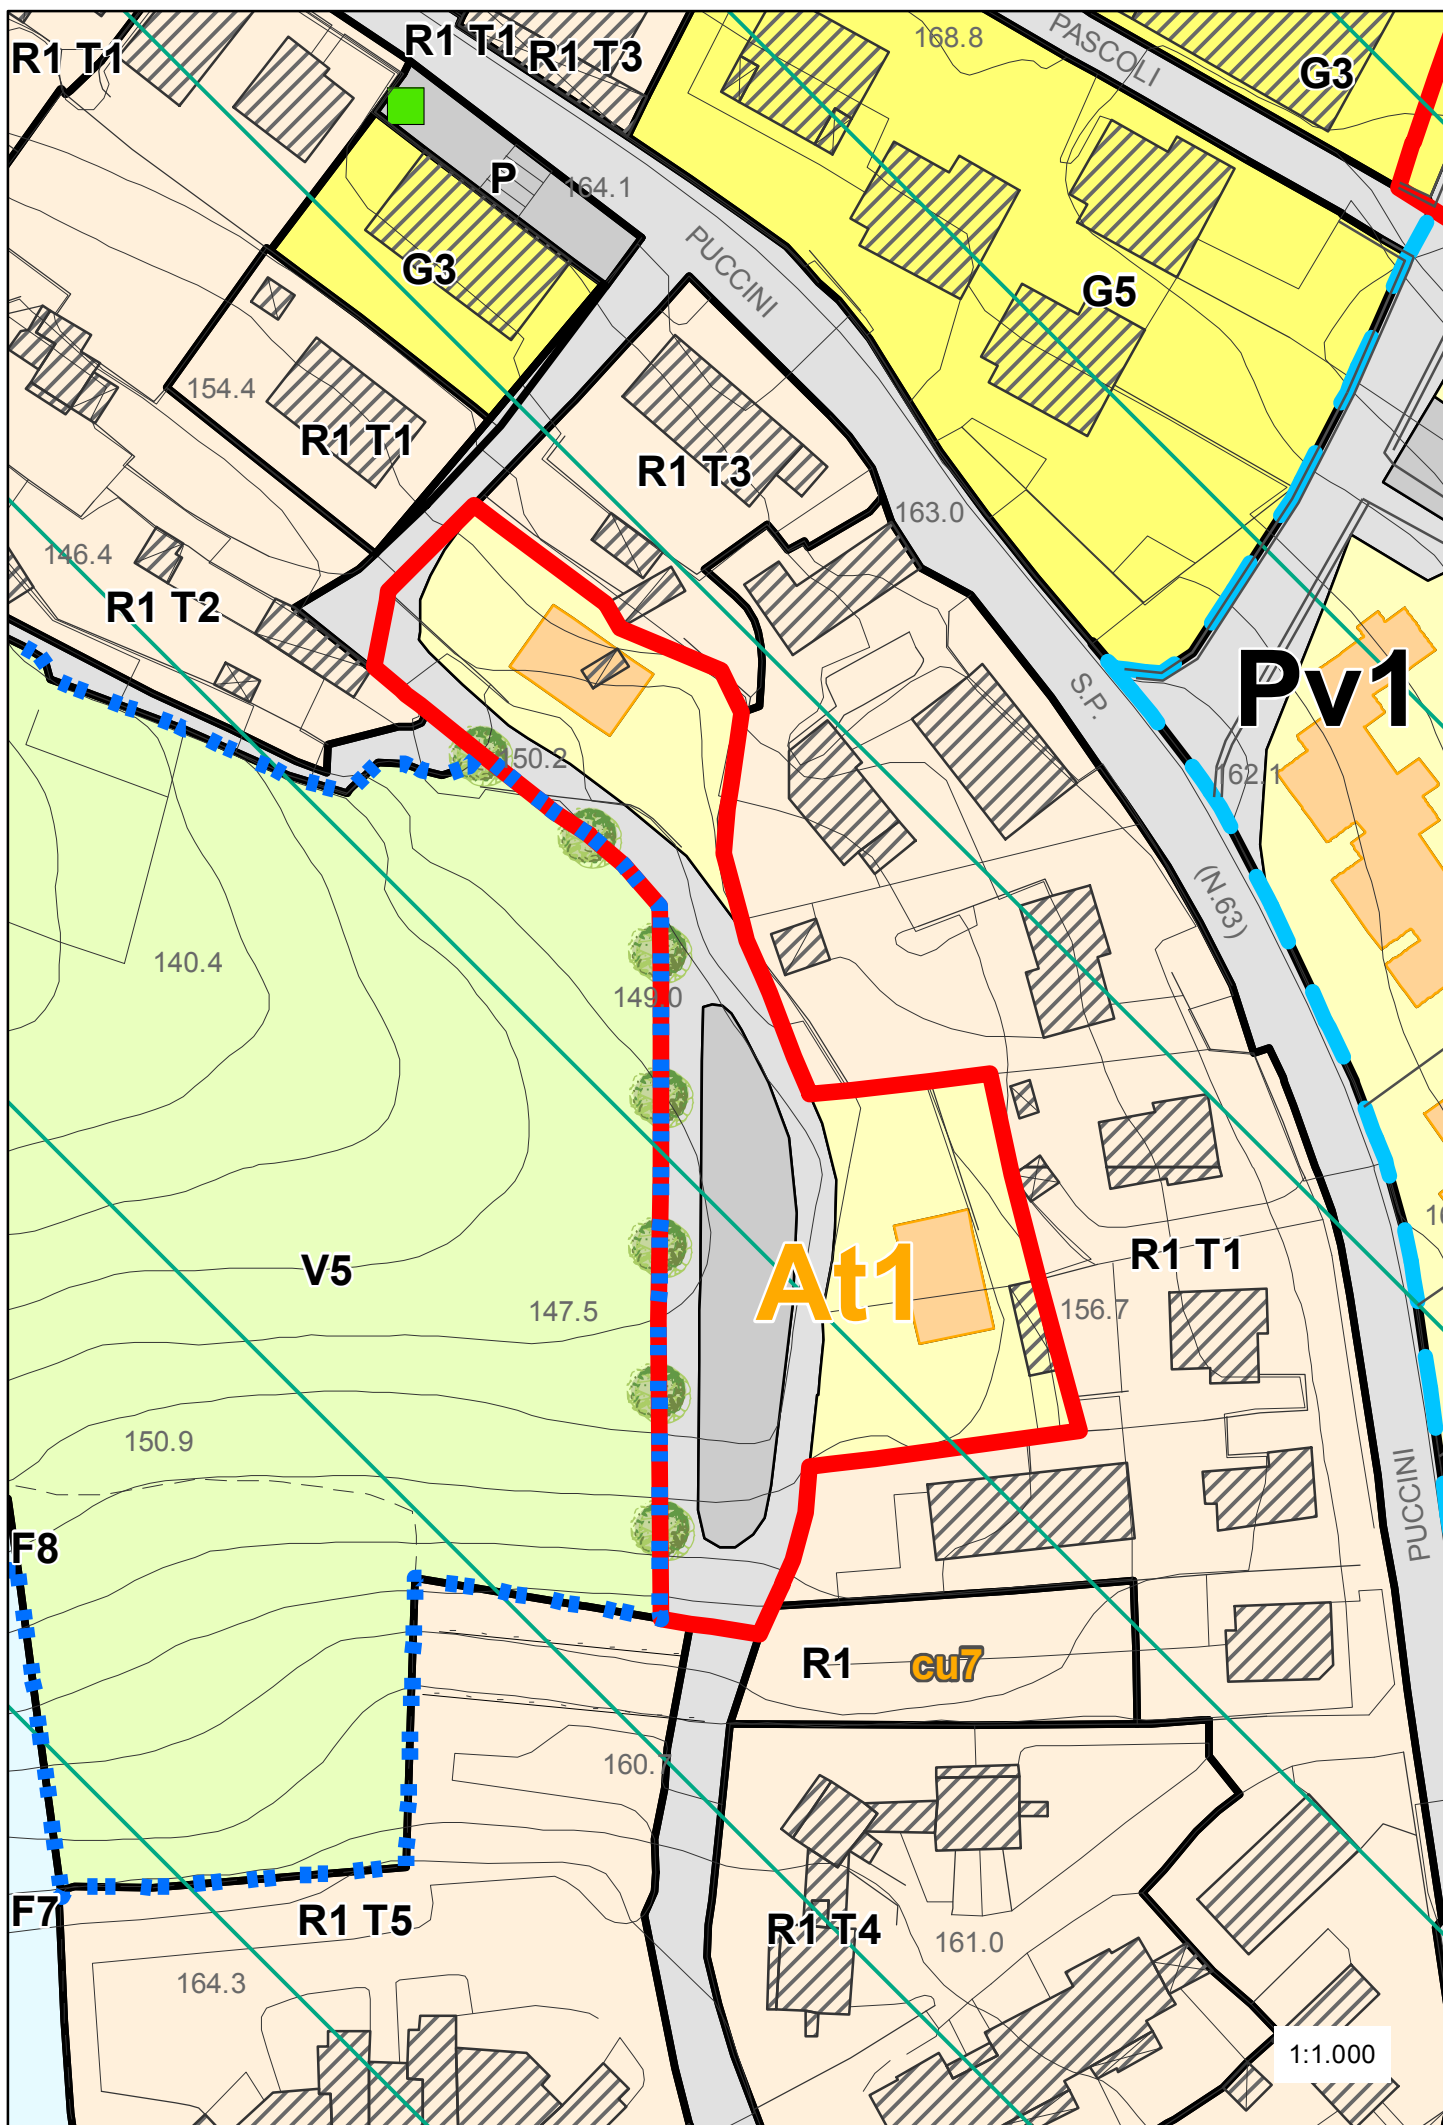 R1 T1
R1 T1
R1 T3
168.8
PASCOLI
G3
P
164.1
PUCCINI
G3
G5
154.4
R1 T1
R1 T3
163.0
146.4
R1 T2
S.P.
Pv1
150.2
162.1
(N.63)
140.4
149.0
V5
At1
R1 T1
147.5
156.7
150.9
PUCCINI
F8
R1
cu7
160.
F7
R1 T5
R1 T4
161.0
164.3
1:1.000